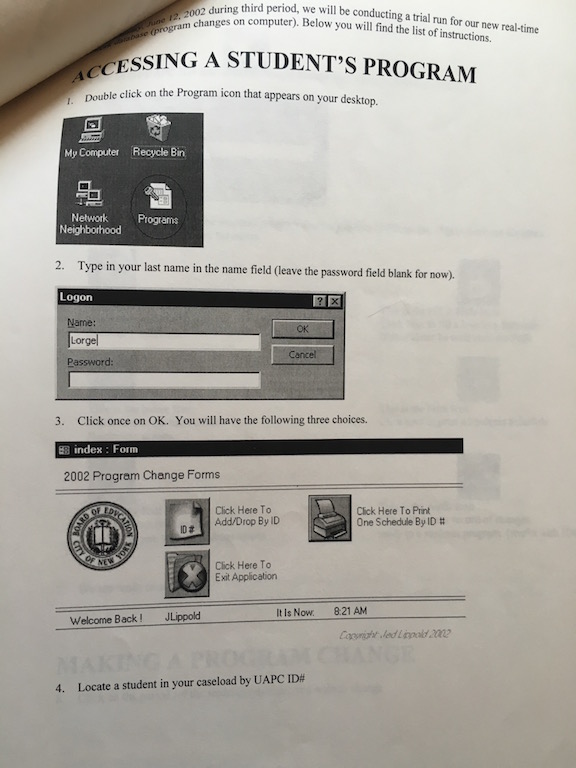 June 12, 2002 during third period, we will be conducting a trial run for our new real-time
database (program changes on computer). Below you will find the list of instructions.
ACCESSING A STUDENT'S PROGRAM
1. Double click on the Program icon that appears on your desktop.
My Computer Recycle Bin
Network Neighborhood Programs
2. Type in your last name in the name field (leave the password field blank for now).
Logon
Name:
Lorge
OK
Password:
Cancel
3. Click once on OK. You will have the following three choices.
index : Form
2002 Program Change Forms
BOARD OF EDUCATION
CITY OF NEW YORK
ID #
Click Here To
Add/Drop By ID
Click Here To Print
One Schedule By ID #
Click Here To
Exit Application
Welcome Back ! JLippold It Is Now: 8:21 AM
Copyright Jed Lippold 2002
MAKING A PROGRAM CHANGE
4. Locate a student in your caseload by UAPC ID#